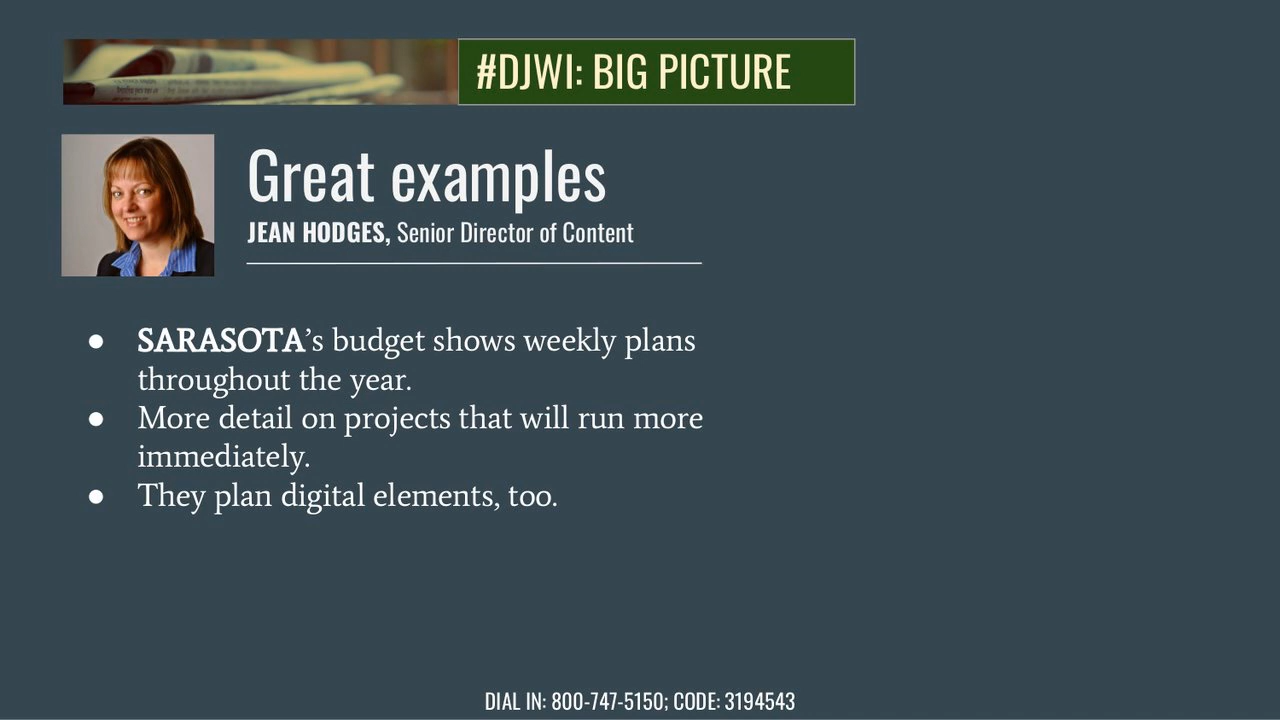 #DJWI: BIG PICTURE
Great examples
JEAN HODGES, Senior Director of Content
● SARASOTA’s budget shows weekly plans
throughout the year.
● More detail on projects that will run more
immediately.
● They plan digital elements, too.
DIAL IN: 800-747-5150; CODE: 3194543